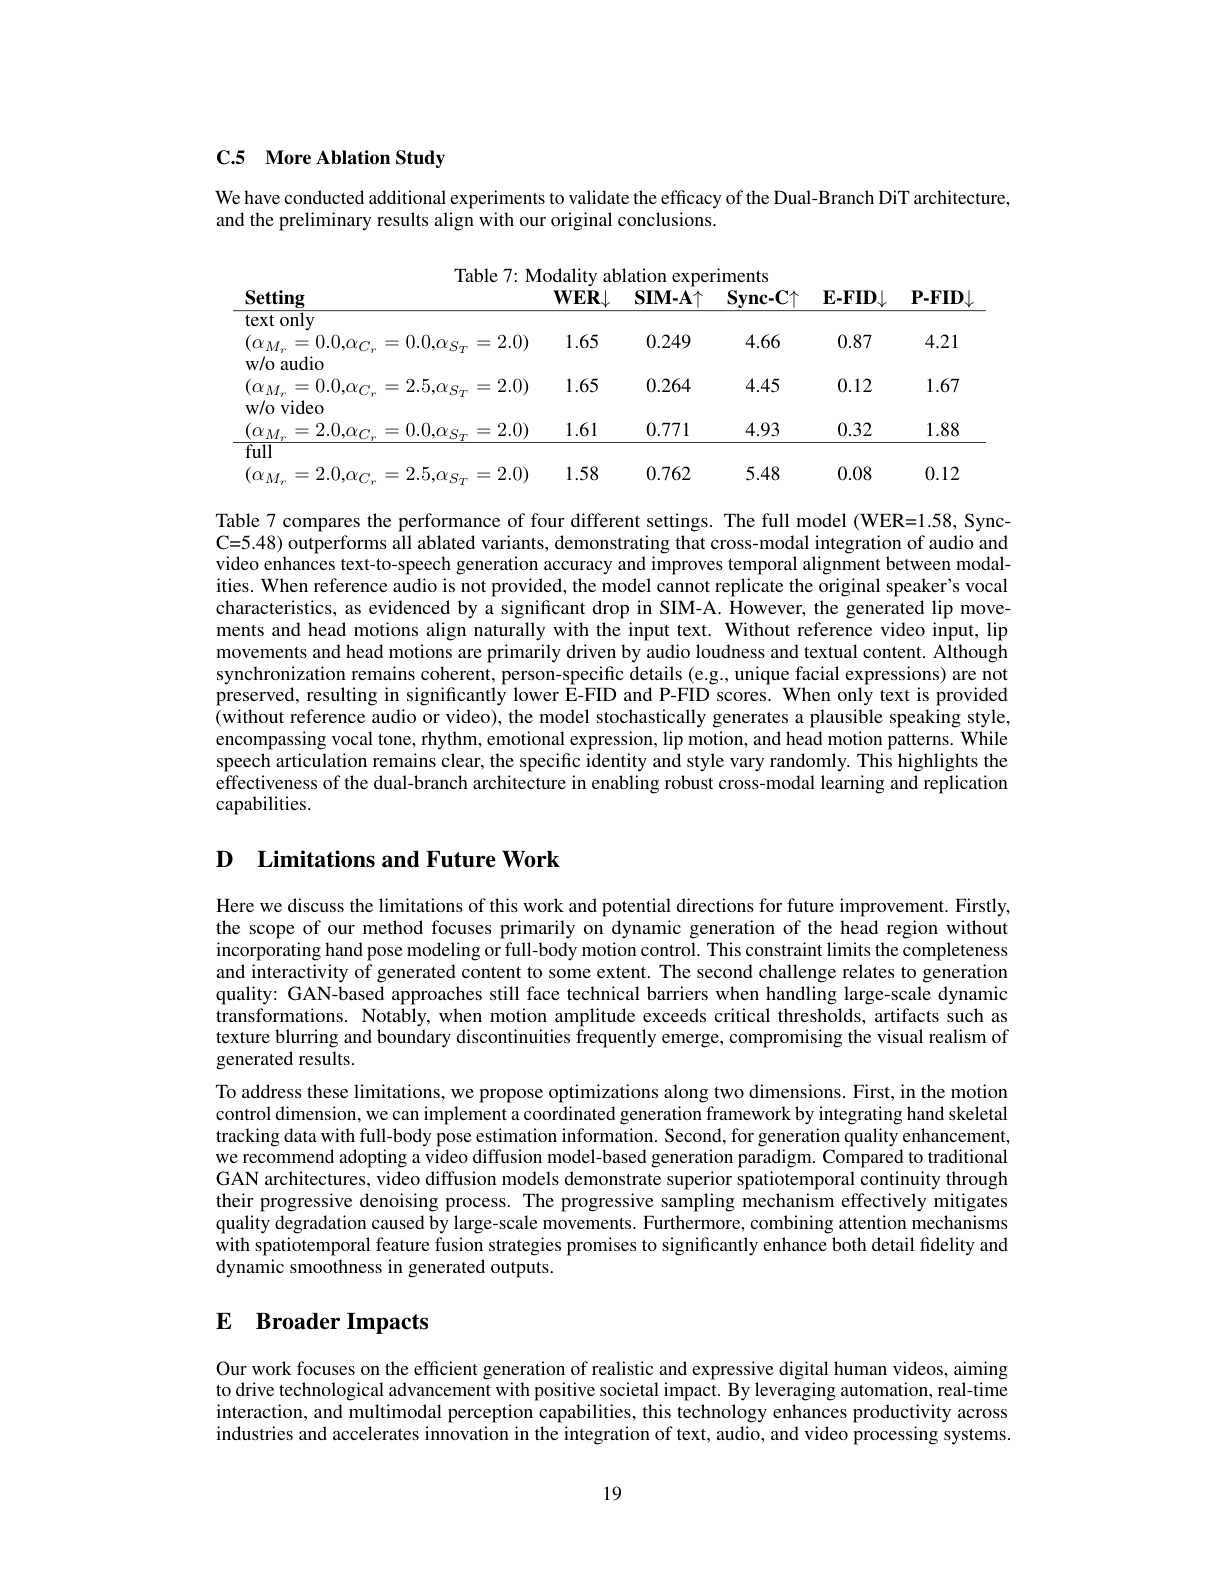 C.5 More Ablation Study
We have conducted additional experiments to validate the efficacy of the Dual-Branch DiT architecture,
and the preliminary results align with our original conclusions.
Table 7: Modality ablation experiments
Setting WER↓ SIM-A↑ Sync-C↑ E-FID↓ P-FID↓
text only
(α_{M_r} = 0.0,α_{C_r} = 0.0,α_{S_T} = 2.0) 1.65 0.249 4.66 0.87 4.21
w/o audio
(α_{M_r} = 0.0,α_{C_r} = 2.5,α_{S_T} = 2.0) 1.65 0.264 4.45 0.12 1.67
w/o video
(α_{M_r} = 2.0,α_{C_r} = 0.0,α_{S_T} = 2.0) 1.61 0.771 4.93 0.32 1.88
full
(α_{M_r} = 2.0,α_{C_r} = 2.5,α_{S_T} = 2.0) 1.58 0.762 5.48 0.08 0.12
Table 7 compares the performance of four different settings. The full model (WER=1.58, Sync-
C=5.48) outperforms all ablated variants, demonstrating that cross-modal integration of audio and
video enhances text-to-speech generation accuracy and improves temporal alignment between modal-
ities. When reference audio is not provided, the model cannot replicate the original speaker's vocal
characteristics, as evidenced by a significant drop in SIM-A. However, the generated lip move-
ments and head motions align naturally with the input text. Without reference video input, lip
movements and head motions are primarily driven by audio loudness and textual content. Although
synchronization remains coherent, person-specific details (e.g., unique facial expressions) are not
preserved, resulting in significantly lower E-FID and P-FID scores. When only text is provided
(without reference audio or video), the model stochastically generates a plausible speaking style,
encompassing vocal tone, rhythm, emotional expression, lip motion, and head motion patterns. While
speech articulation remains clear, the specific identity and style vary randomly. This highlights the
effectiveness of the dual-branch architecture in enabling robust cross-modal learning and replication
capabilities.
D Limitations and Future Work
Here we discuss the limitations of this work and potential directions for future improvement. Firstly,
the scope of our method focuses primarily on dynamic generation of the head region without
incorporating hand pose modeling or full-body motion control. This constraint limits the completeness
and interactivity of generated content to some extent. The second challenge relates to generation
quality: GAN-based approaches still face technical barriers when handling large-scale dynamic
transformations. Notably, when motion amplitude exceeds critical thresholds, artifacts such as
texture blurring and boundary discontinuities frequently emerge, compromising the visual realism of
generated results.
To address these limitations, we propose optimizations along two dimensions. First, in the motion
control dimension, we can implement a coordinated generation framework by integrating hand skeletal
tracking data with full-body pose estimation information. Second, for generation quality enhancement,
we recommend adopting a video diffusion model-based generation paradigm. Compared to traditional
GAN architectures, video diffusion models demonstrate superior spatiotemporal continuity through
their progressive denoising process. The progressive sampling mechanism effectively mitigates
quality degradation caused by large-scale movements. Furthermore, combining attention mechanisms
with spatiotemporal feature fusion strategies promises to significantly enhance both detail fidelity and
dynamic smoothness in generated outputs.
E Broader Impacts
Our work focuses on the efficient generation of realistic and expressive digital human videos, aiming
to drive technological advancement with positive societal impact. By leveraging automation, real-time
interaction, and multimodal perception capabilities, this technology enhances productivity across
industries and accelerates innovation in the integration of text, audio, and video processing systems.
19